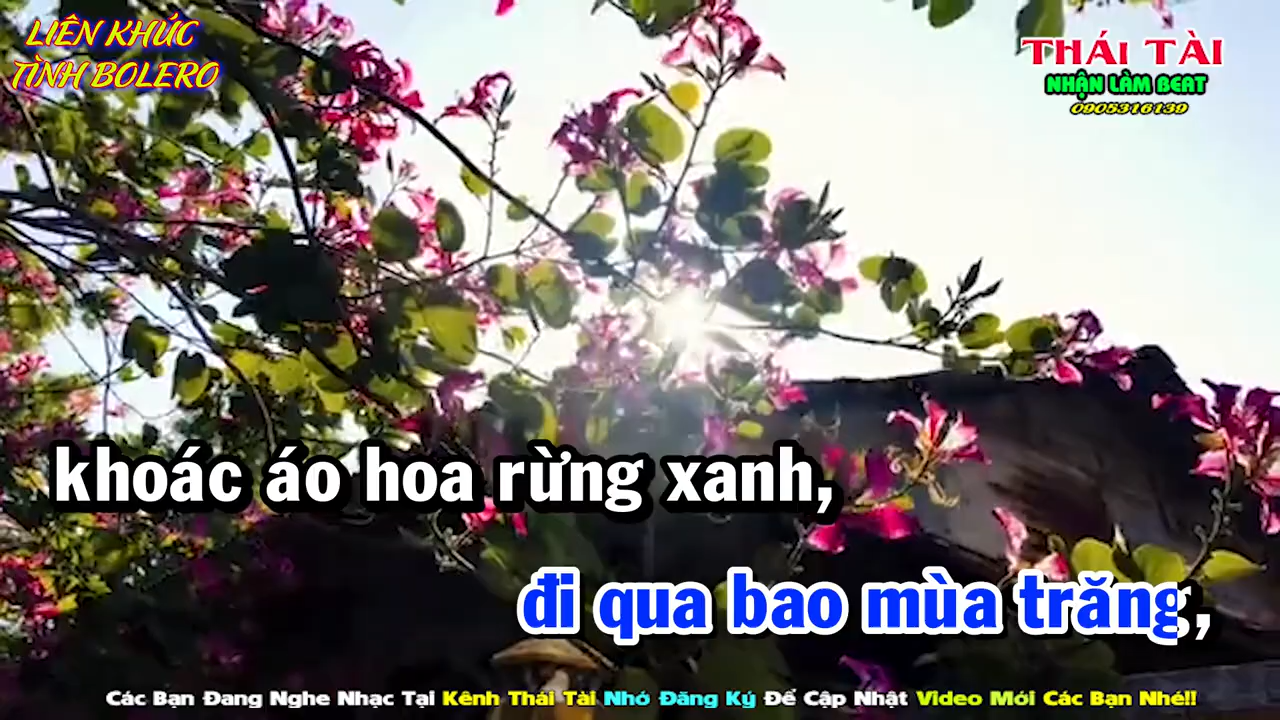 LIÊN KHÚC
TÌNH BOLERO
THÁI TÀI
NHẬN LÀM BEAT
0905316139
khoác áo hoa rừng xanh,
đi qua bao mùa trăng,
Các Bạn Đang Nghe Nhạc Tại Kênh Thái Tài Nhớ Đăng Ký Để Cập Nhật Video Mới Các Bạn Nhé!!